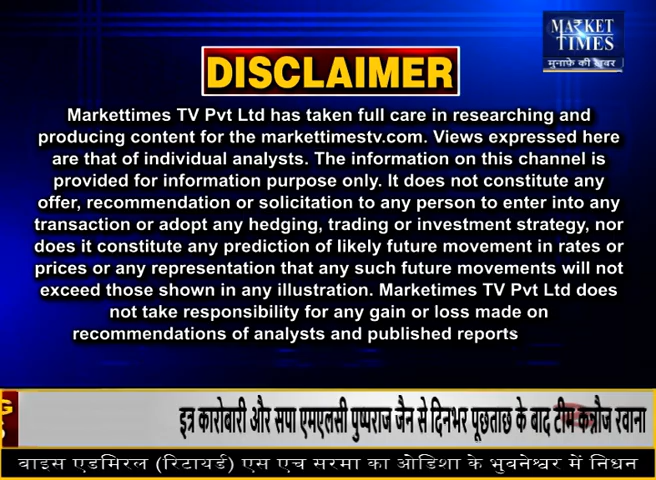 MARKET
TIMES
मुनाफे की खबर
DISCLAIMER
Markettimes TV Pvt Ltd has taken full care in researching and
producing content for the markettimestv.com. Views expressed here
are that of individual analysts. The information on this channel is
provided for information purpose only. It does not constitute any
offer, recommendation or solicitation to any person to enter into any
transaction or adopt any hedging, trading or investment strategy, nor
does it constitute any prediction of likely future movement in rates or
prices or any representation that any such future movements will not
exceed those shown in any illustration. Marketimes TV Pvt Ltd does
not take responsibility for any gain or loss made on
recommendations of analysts and published reports
इत्र कारोबारी और सपा एमएलसी पुष्पराज जैन से दिनभर पूछताछ के बाद टीम कन्नौज रवाना
वाइस एडमिरल (रिटायर्ड) एस एच सरमा का ओडिशा के भुबनेश्वर में निधन